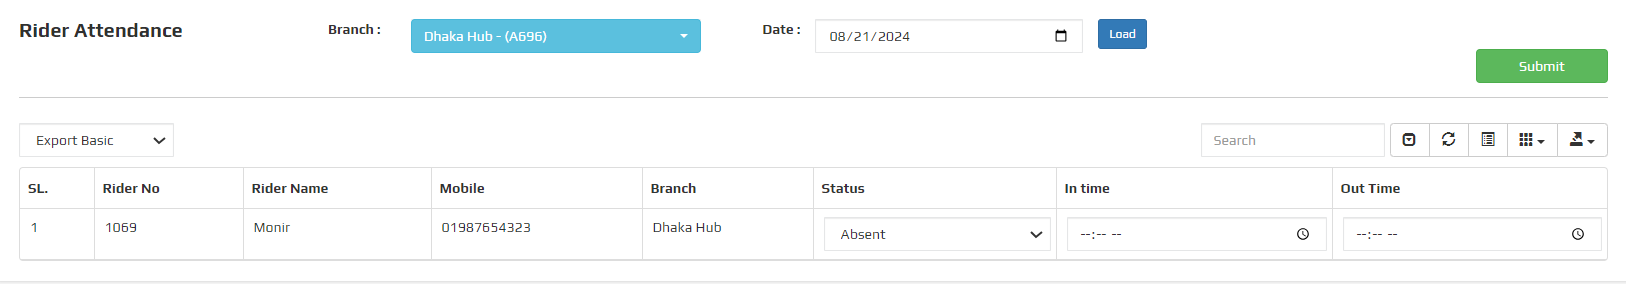 Rider Attendance Branch : Dhaka Hub - (A696) Date : 08/21/2024 Load
Submit
Export Basic Search
SL. Rider No Rider Name Mobile Branch Status In time Out Time
1 1069 Monir 01987654323 Dhaka Hub Absent --:-- -- --:-- --